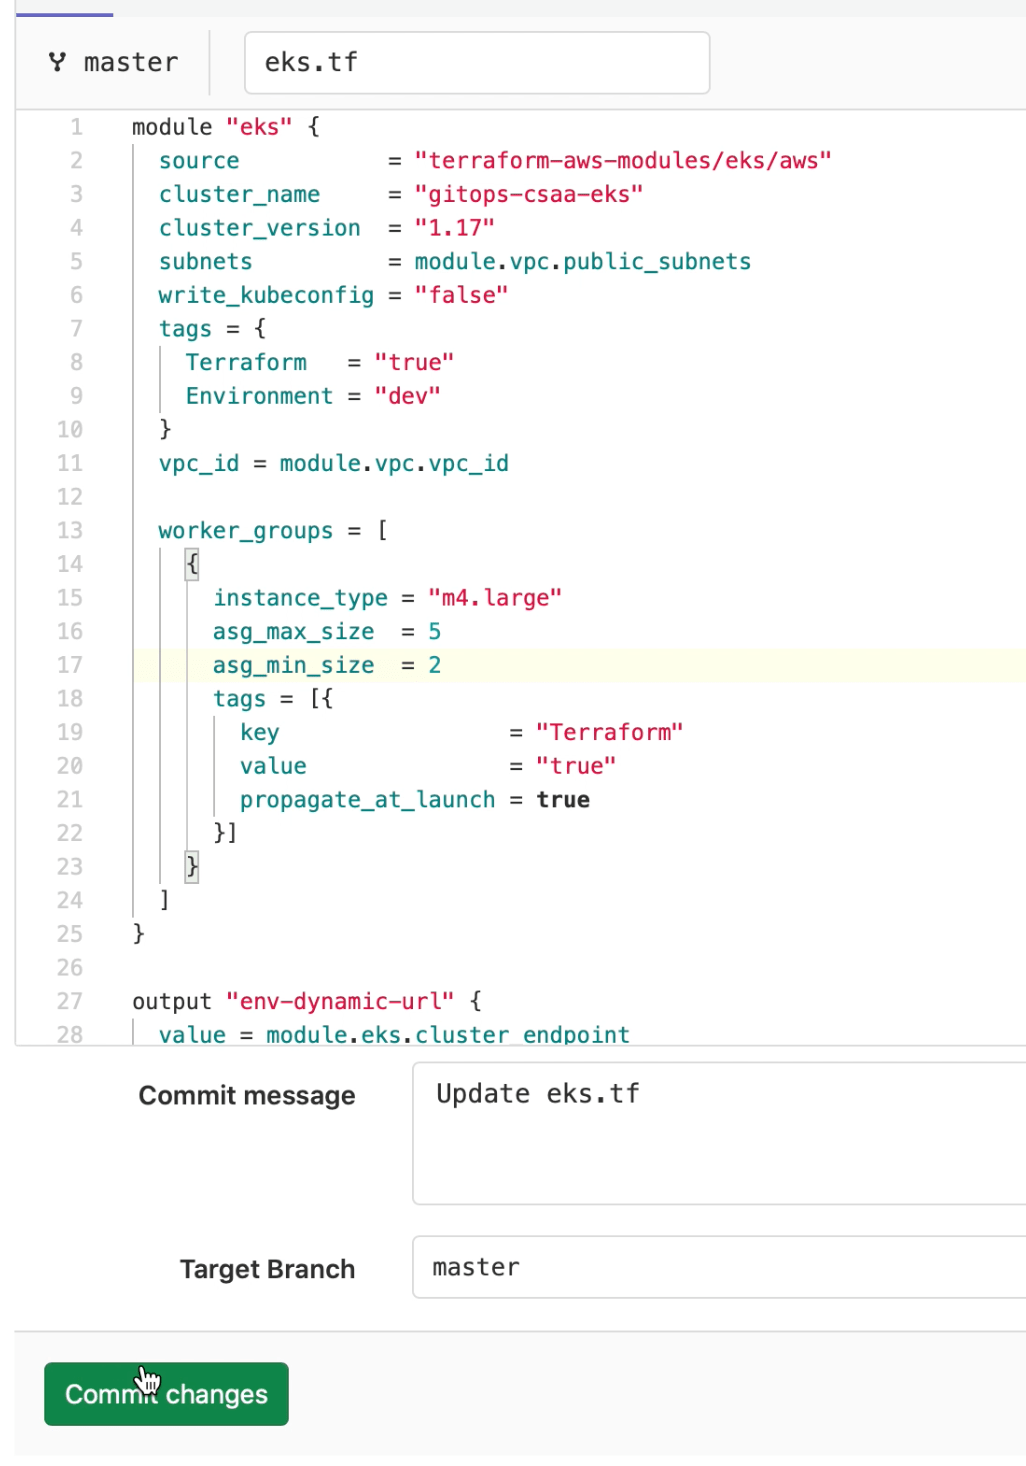 master eks.tf
1 module "eks" {
2 source = "terraform-aws-modules/eks/aws"
3 cluster_name = "gitops-csaa-eks"
4 cluster_version = "1.17"
5 subnets = module.vpc.public_subnets
6 write_kubeconfig = "false"
7 tags = {
8 Terraform = "true"
9 Environment = "dev"
10 }
11 vpc_id = module.vpc.vpc_id
12
13 worker_groups = [
14 {
15 instance_type = "m4.large"
16 asg_max_size = 5
17 asg_min_size = 2
18 tags = [{
19 key = "Terraform"
20 value = "true"
21 propagate_at_launch = true
22 }]
23 }
24 ]
25 }
26
27 output "env-dynamic-url" {
28 value = module.eks.cluster_endpoint
Commit message Update eks.tf
Target Branch master
Commit changes